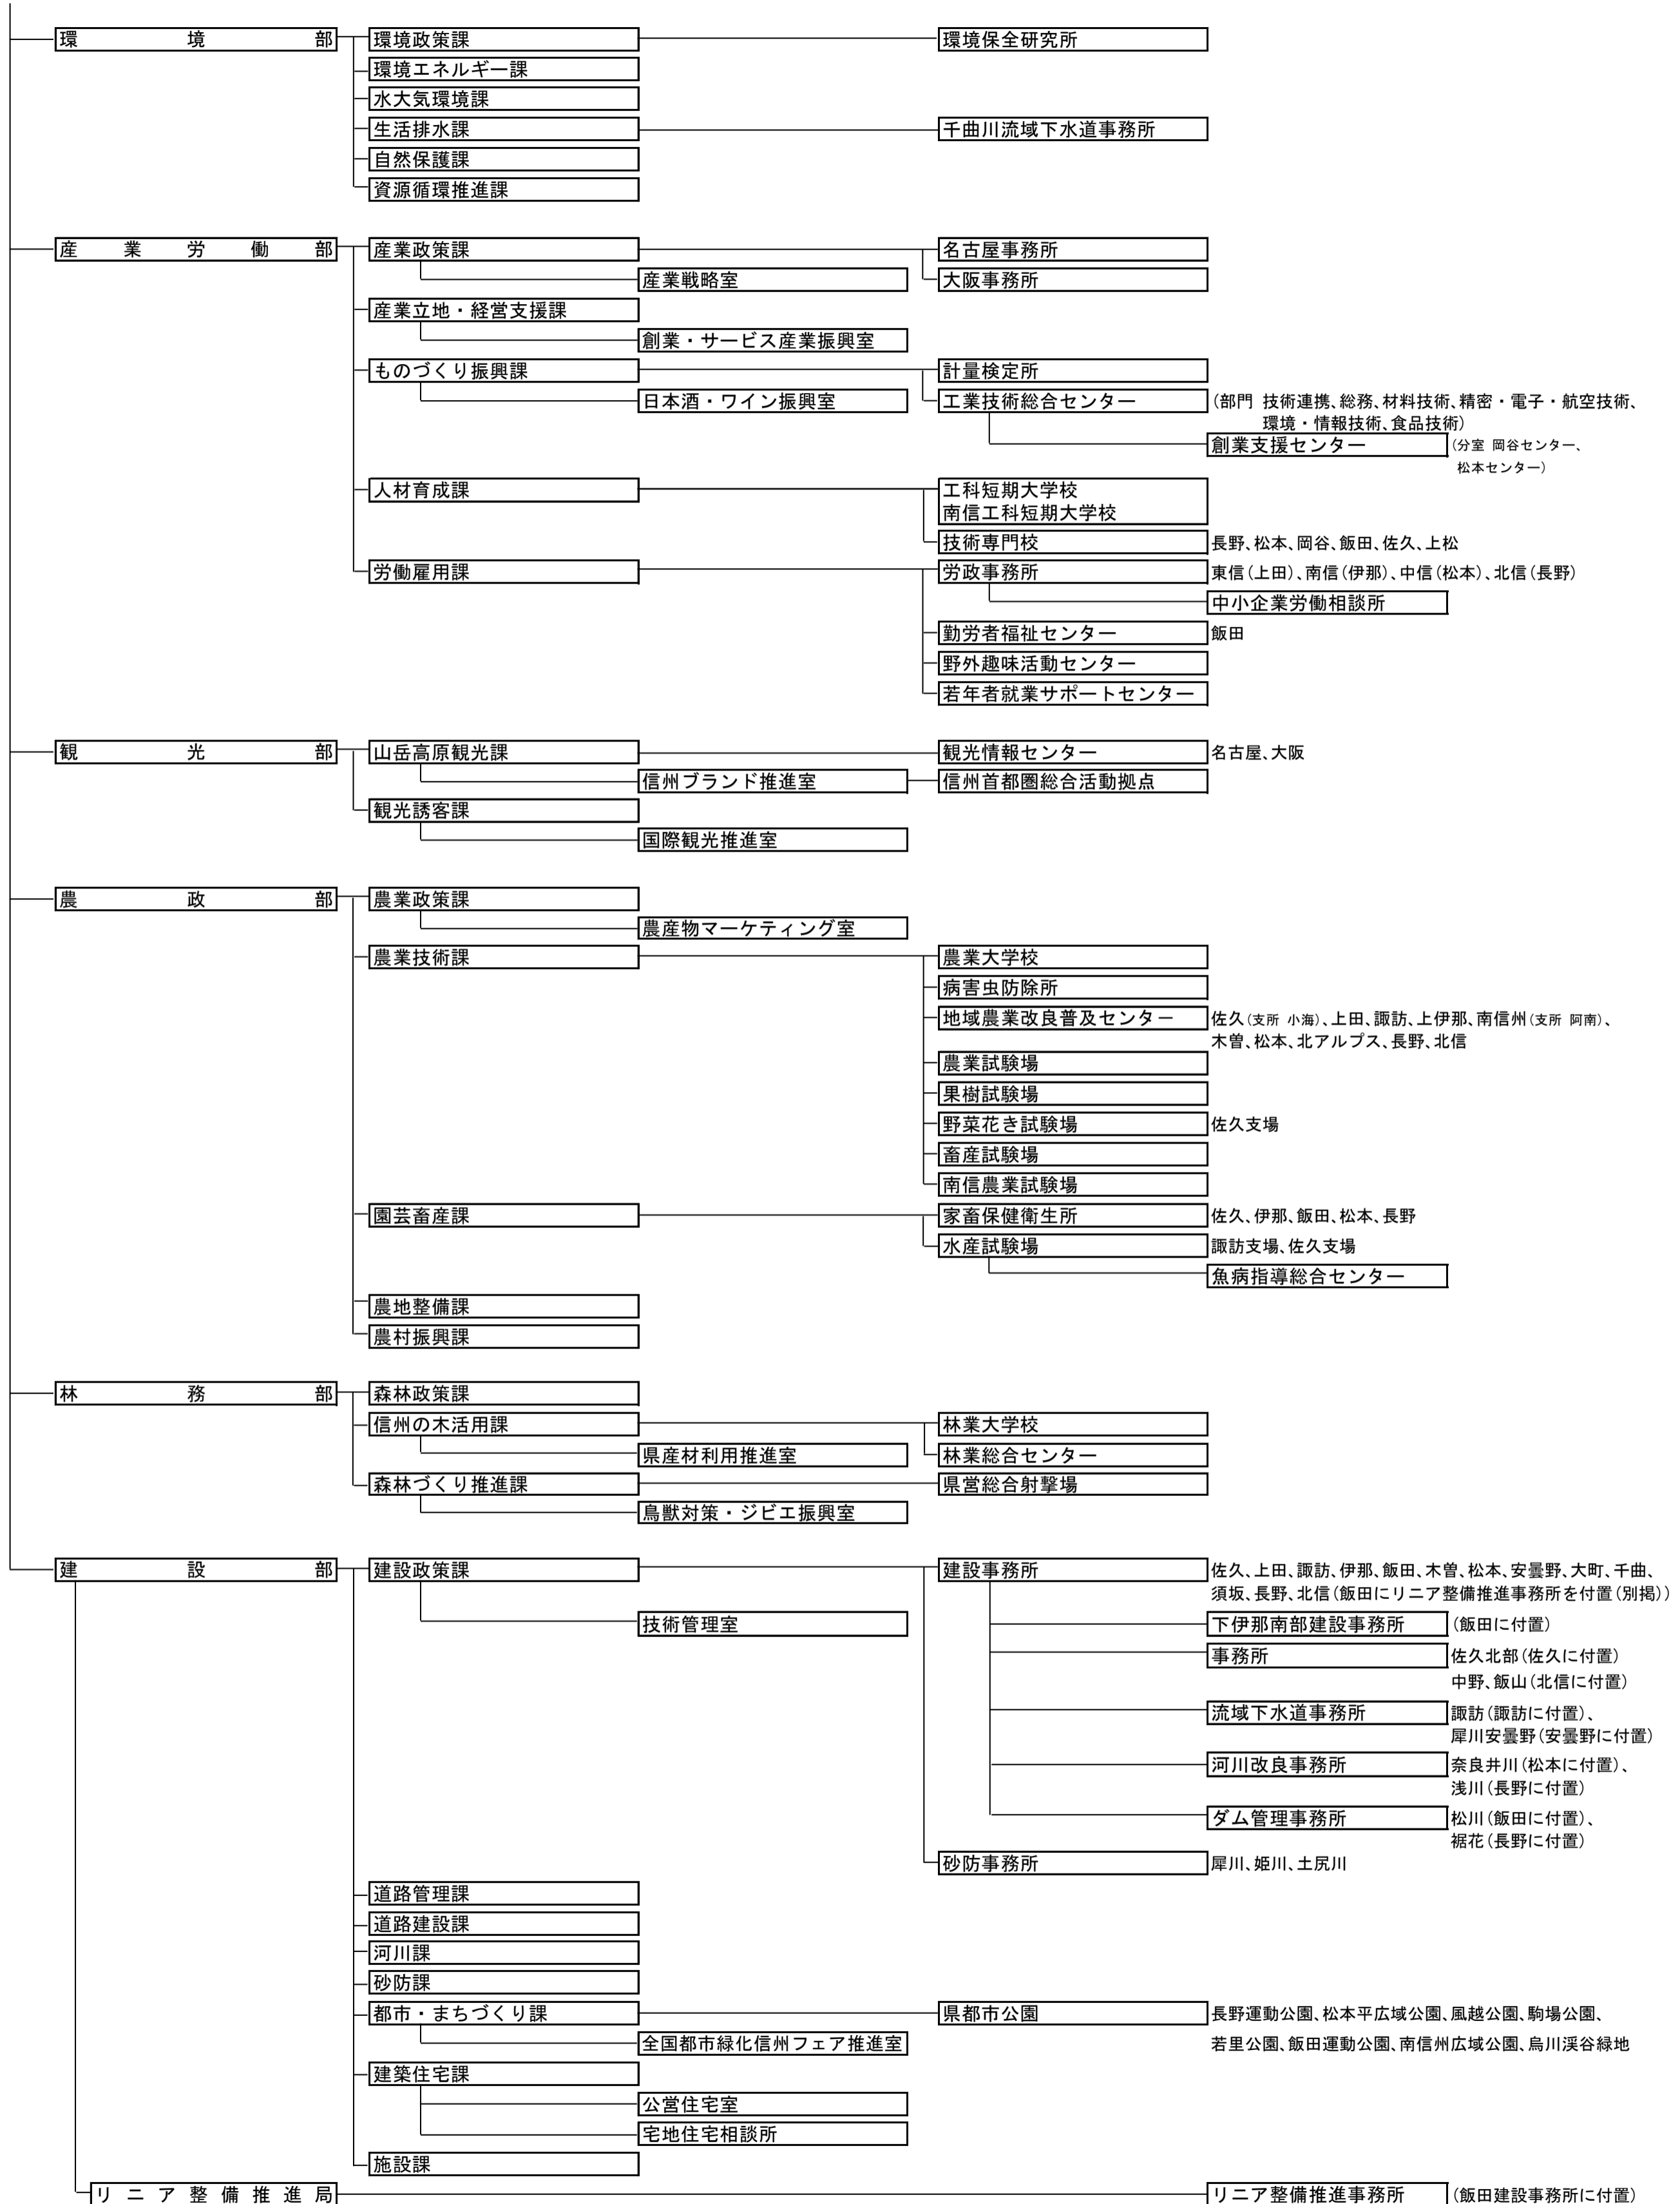 環境部 環境政策課 環境保全研究所
環境エネルギー課
水大気環境課
生活排水課 千曲川流域下水道事務所
自然保護課
資源循環推進課
産業労働部 産業政策課 名古屋事務所
産業戦略室 大阪事務所
産業立地・経営支援課
創業・サービス産業振興室
ものづくり振興課 計量検定所
日本酒・ワイン振興室 工業技術総合センター (部門 技術連携、総務、材料技術、精密・電子・航空技術、
環境・情報技術、食品技術)
創業支援センター (分室 岡谷センター、
松本センター)
人材育成課 工科短期大学校
南信工科短期大学校
技術専門校 長野、松本、岡谷、飯田、佐久、上松
労働雇用課 労政事務所 東信(上田)、南信(伊那)、中信(松本)、北信(長野)
中小企業労働相談所
勤労者福祉センター 飯田
野外趣味活動センター
若年者就業サポートセンター
観光部 山岳高原観光課 観光情報センター 名古屋、大阪
信州ブランド推進室 信州首都圏総合活動拠点
観光誘客課
国際観光推進室
農政部 農業政策課
農産物マーケティング室
農業技術課 農業大学校
病害虫防除所
地域農業改良普及センター 佐久(支所 小海)、上田、諏訪、上伊那、南信州(支所 阿南)、
木曽、松本、北アルプス、長野、北信
農業試験場
果樹試験場
野菜花き試験場 佐久支場
畜産試験場
南信農業試験場
園芸畜産課 家畜保健衛生所 佐久、伊那、飯田、松本、長野
水産試験場 諏訪支場、佐久支場
魚病指導総合センター
農地整備課
農村振興課
林務部 森林政策課
信州の木活用課 林業大学校
県産材利用推進室 林業総合センター
森林づくり推進課 県営総合射撃場
鳥獣対策・ジビエ振興室
建設部 建設政策課 建設事務所 佐久、上田、諏訪、伊那、飯田、木曽、松本、安曇野、大町、千曲、
須坂、長野、北信(飯田にリニア整備推進事務所を付置(別掲))
技術管理室 下伊那南部建設事務所 (飯田に付置)
事務所 佐久北部(佐久に付置)
中野、飯山(北信に付置)
流域下水道事務所 諏訪(諏訪に付置)、
犀川安曇野(安曇野に付置)
河川改良事務所 奈良井川(松本に付置)、
浅川(長野に付置)
ダム管理事務所 松川(飯田に付置)、
裾花(長野に付置)
砂防事務所 犀川、姫川、土尻川
道路管理課
道路建設課
河川課
砂防課
都市・まちづくり課 県都市公園 長野運動公園、松本平広域公園、風越公園、駒場公園、
全国都市緑化信州フェア推進室 若里公園、飯田運動公園、南信州広域公園、烏川渓谷緑地
建築住宅課
公営住宅室
宅地住宅相談所
施設課
リニア整備推進局 リニア整備推進事務所 (飯田建設事務所に付置)